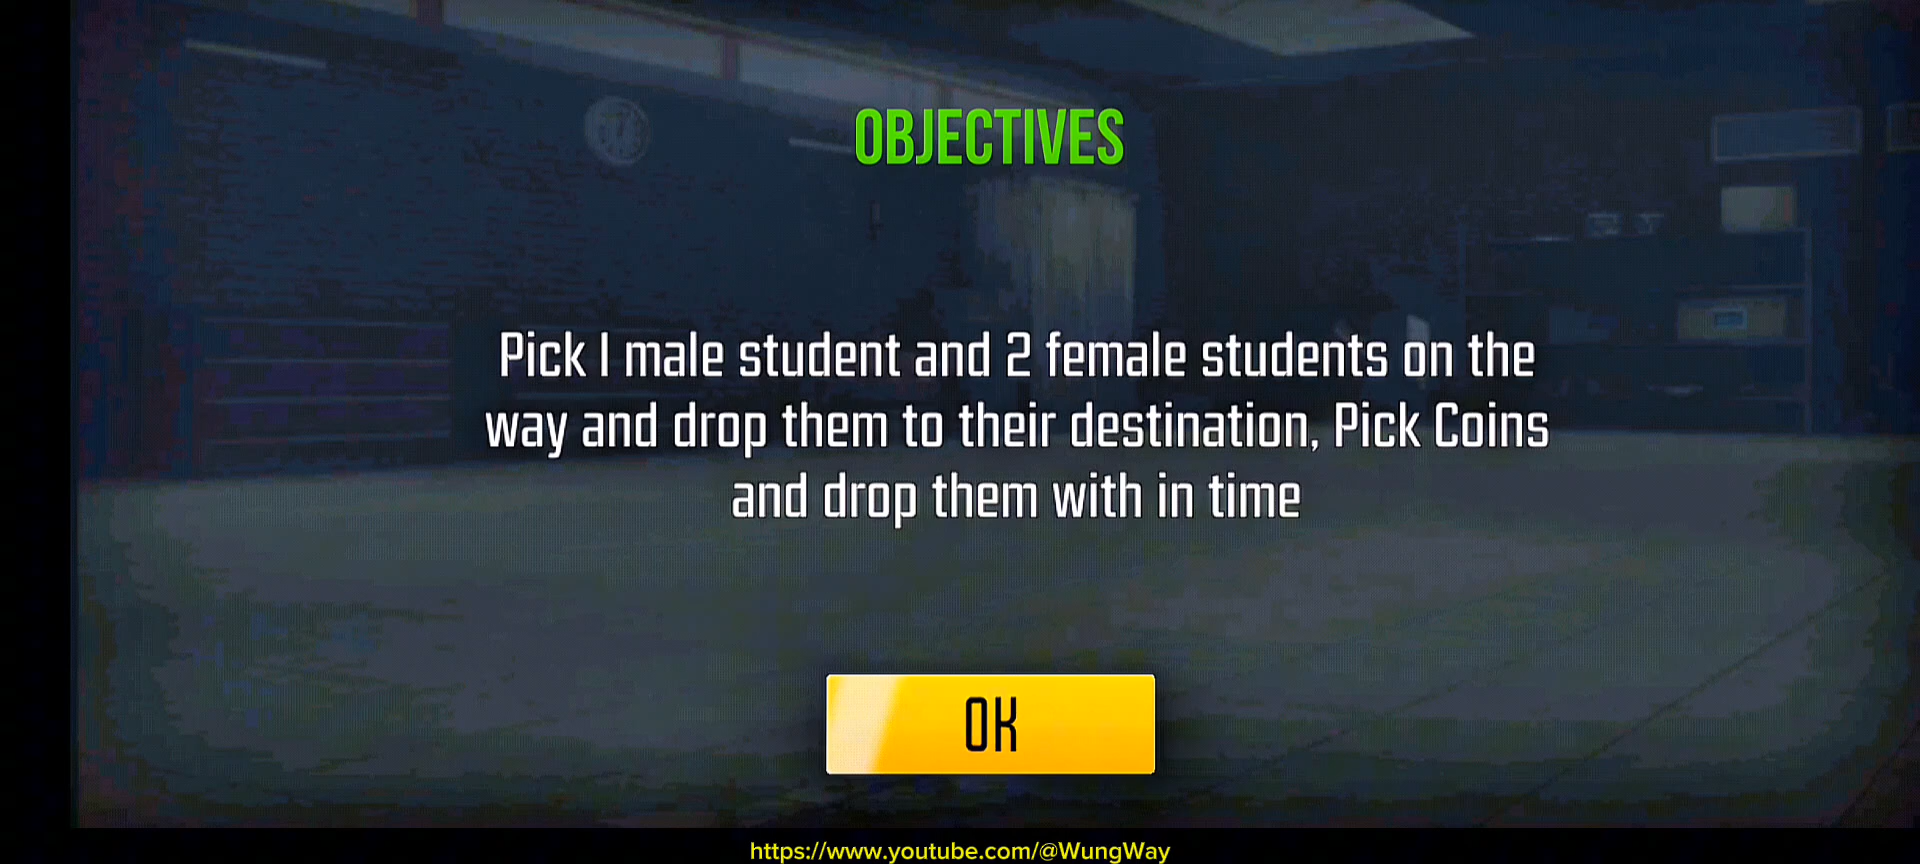 OBJECTIVES
Pick 1 male student and 2 female students on the
way and drop them to their destination, Pick Coins
and drop them with in time
OK
https://www.youtube.com/@WungWay